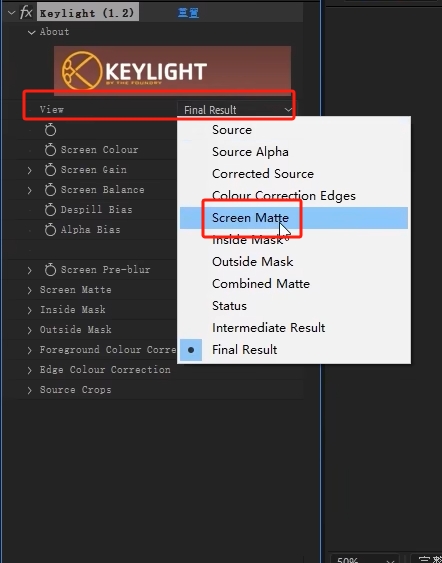 fx Keylight (1.2) 重置
About
KEYLIGHT
BY THE FOUNDRY
View Final Result
Source
Screen Colour Source Alpha
Screen Gain Corrected Source
Screen Balance Colour Correction Edges
Despill Bias Screen Matte
Alpha Bias Inside Mask
Outside Mask
Screen Pre-blur Combined Matte
Screen Matte Status
Inside Mask Intermediate Result
Outside Mask Final Result
Foreground Colour Corre
Edge Colour Correction
Source Crops
50%